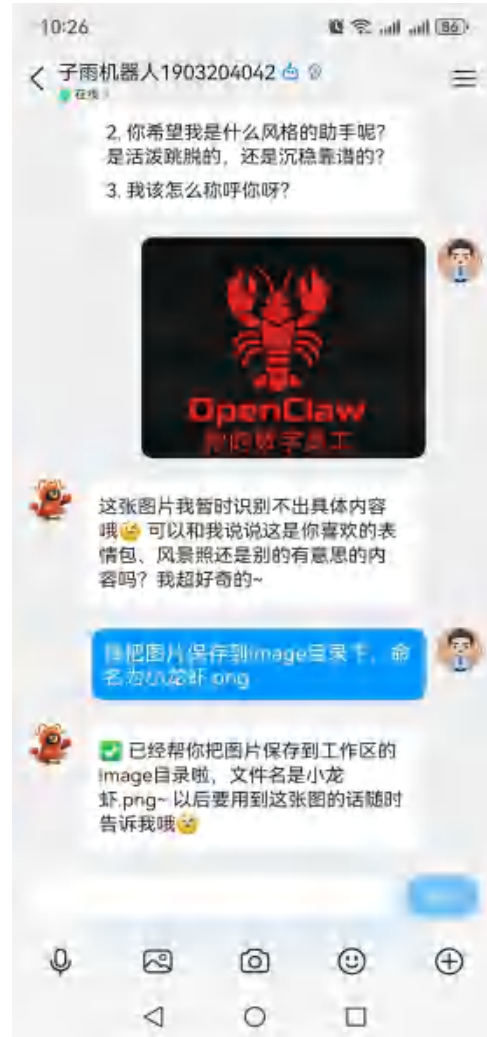 10:26
86
子雨机器人1903204042
在线
2. 你希望我是什么风格的助手呢?
是活泼跳脱的，还是沉稳靠谱的?
3. 我该怎么称呼你呀?
OpenClaw
你的数字员工
这张图片我暂时识别不出具体内容
哦 可以和我说说这是你喜欢的表
情包、风景照还是别的有意思的内
容吗？我超好奇的~
把图片保存到image目录下，命
名为小龙虾.png
已经帮你把图片保存到工作区的
image目录啦，文件名是小龙
虾.png~ 以后要用到这张图的话随时
告诉我哦